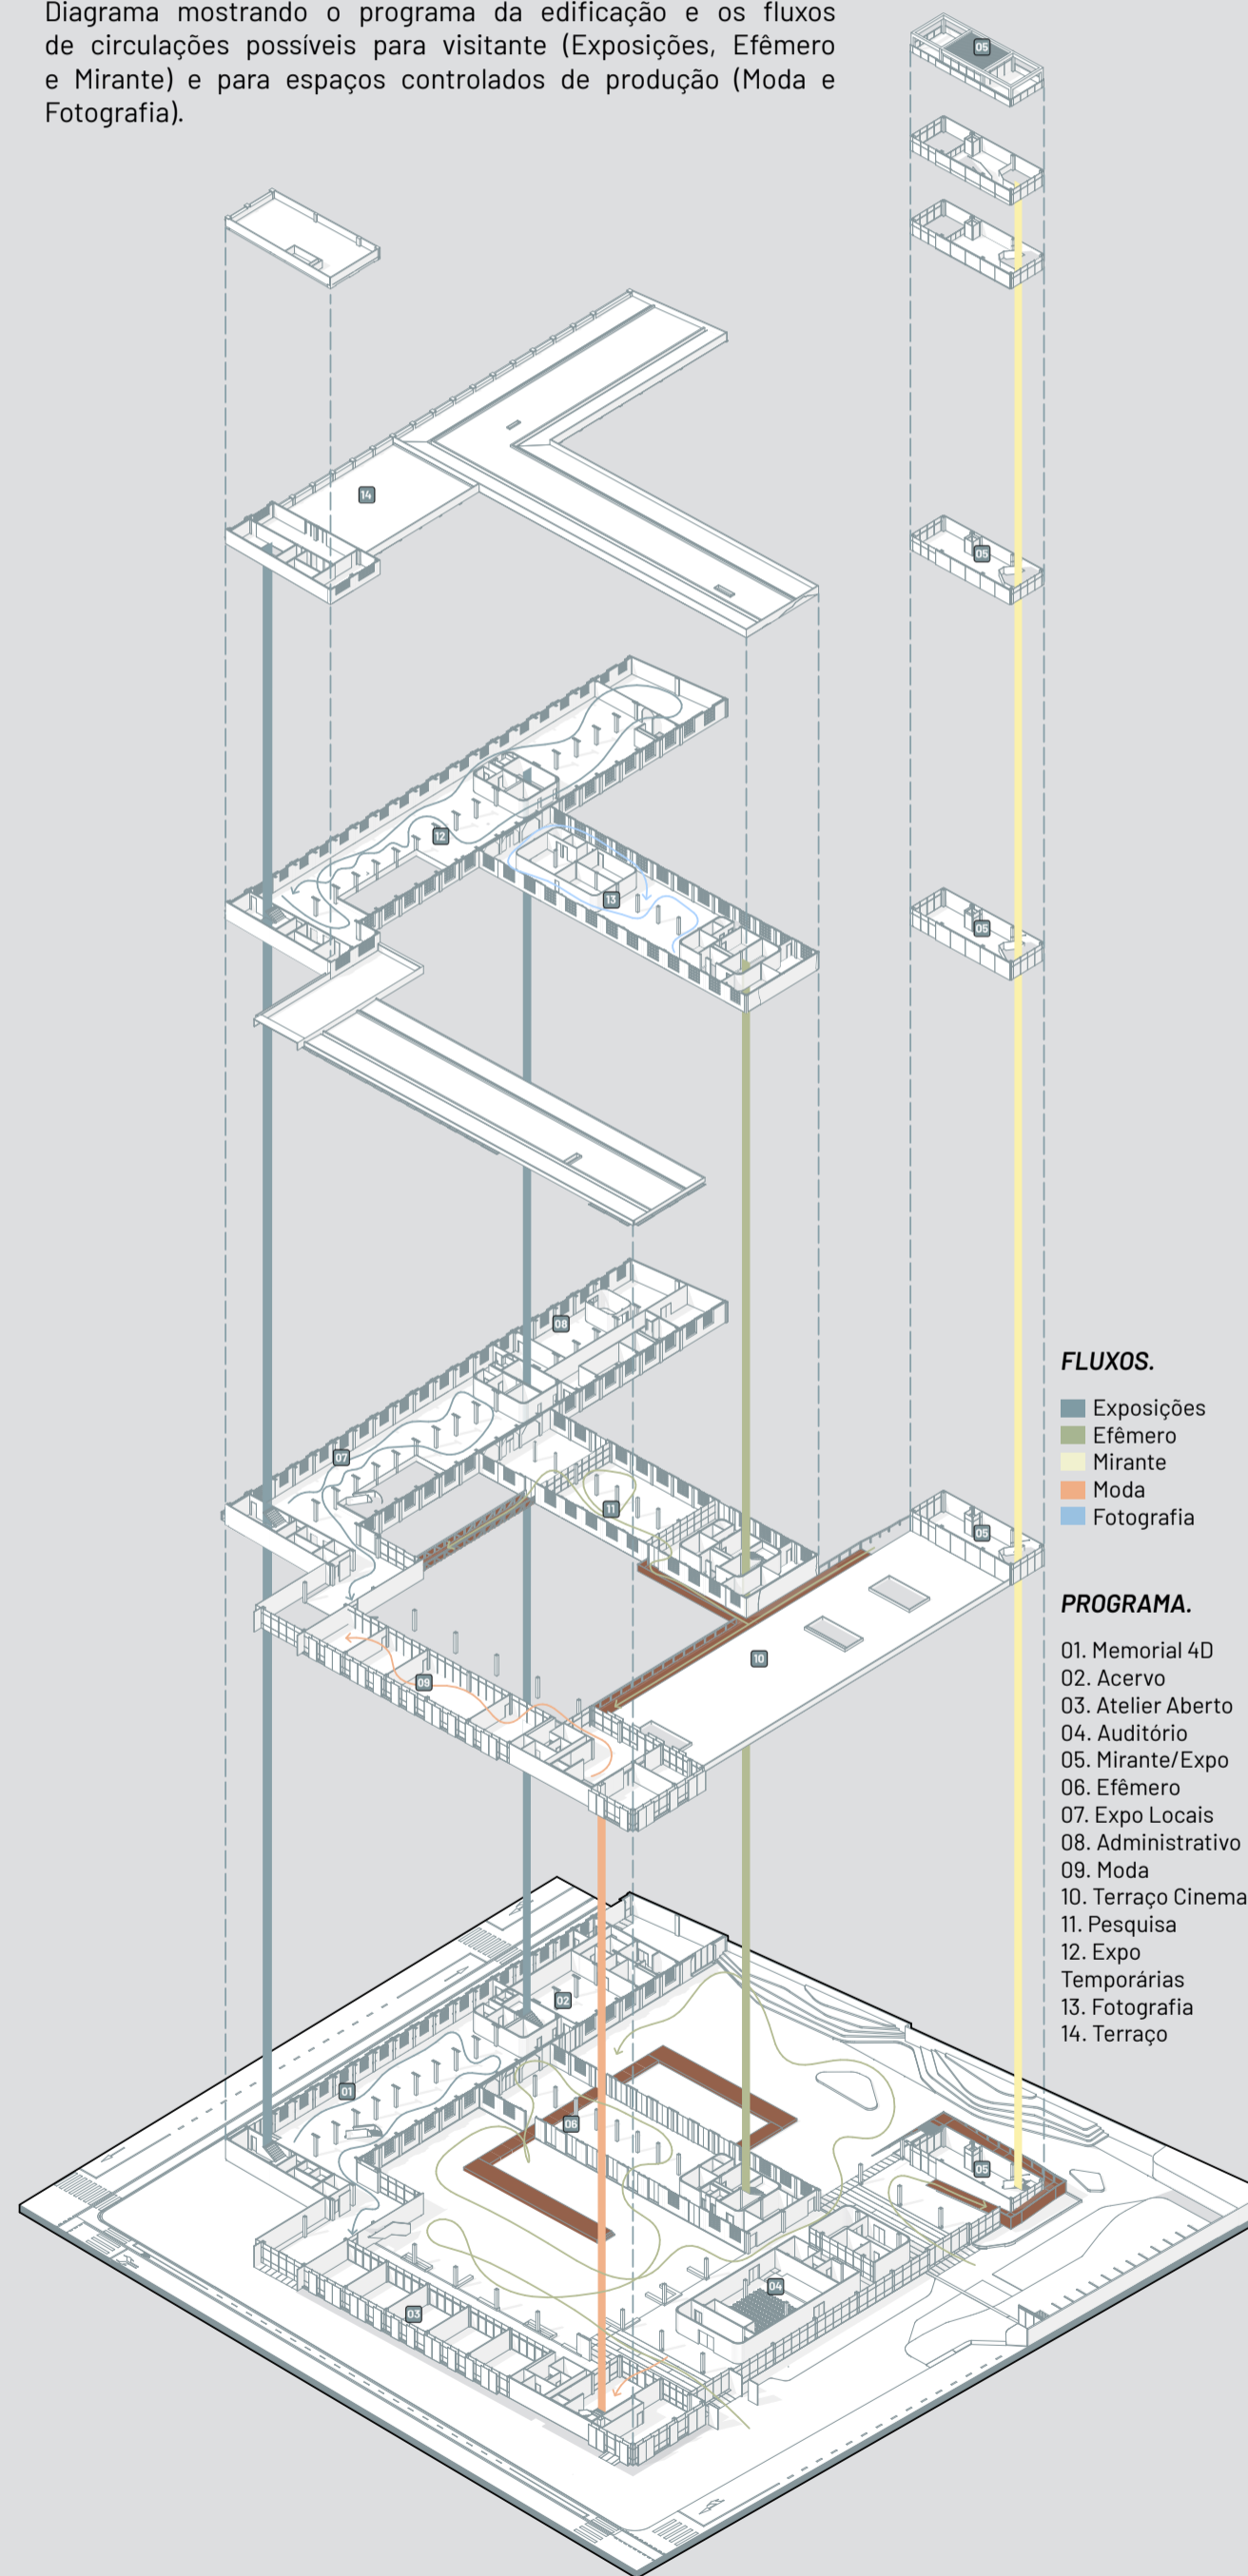 Diagrama mostrando o programa da edificação e os fluxos
de circulações possíveis para visitante (Exposições, Efêmero
e Mirante) e para espaços controlados de produção (Moda e
Fotografia).
05
14
05
12
13
05
08
07
11
05
10
09
02
01
06
05
04
03
FLUXOS.
Exposições
Efêmero
Mirante
Moda
Fotografia
PROGRAMA.
01. Memorial 4D
02. Acervo
03. Atelier Aberto
04. Auditório
05. Mirante/Expo
06. Efêmero
07. Expo Locais
08. Administrativo
09. Moda
10. Terraço Cinema
11. Pesquisa
12. Expo
Temporárias
13. Fotografia
14. Terraço